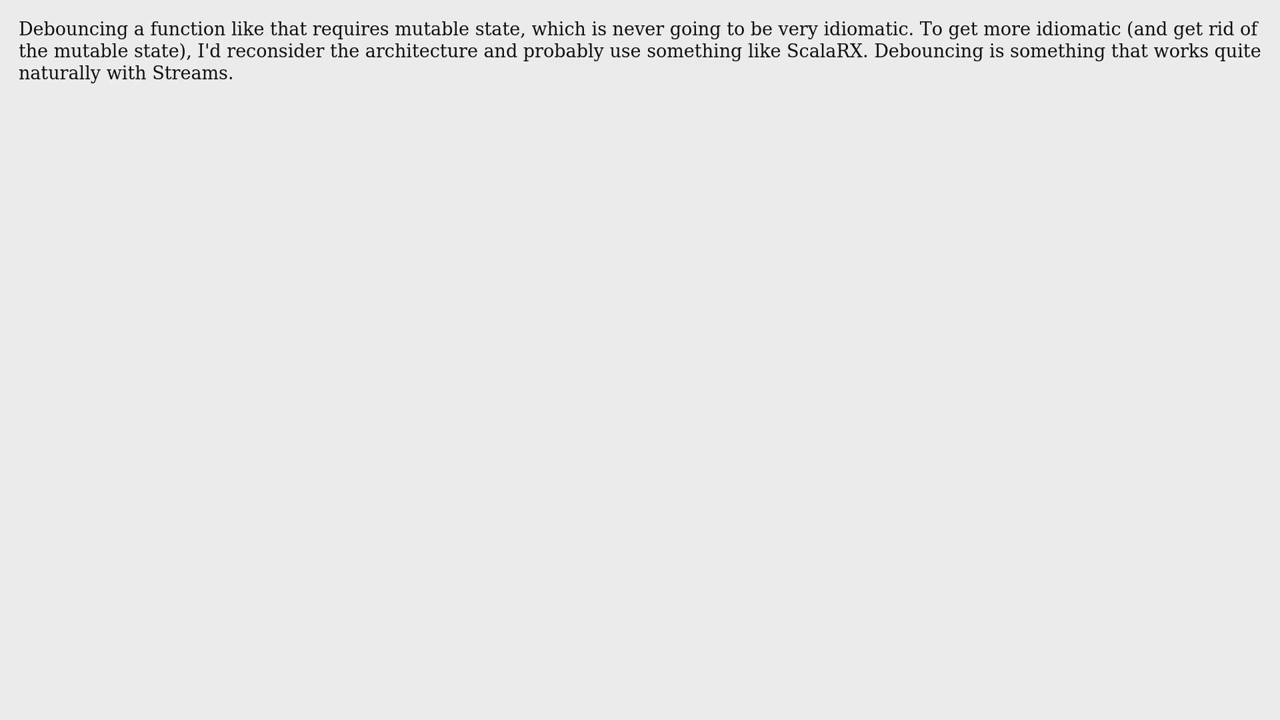 Debouncing a function like that requires mutable state, which is never going to be very idiomatic. To get more idiomatic (and get rid of
the mutable state), I'd reconsider the architecture and probably use something like ScalaRX. Debouncing is something that works quite
naturally with Streams.